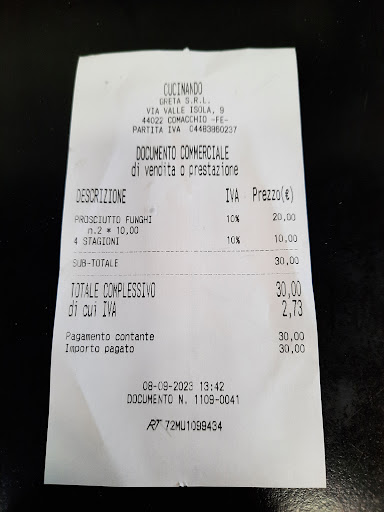 CUCINANDO
GRETA S.R.L.
VIA VALLE ISOLA, 9
44022 COMACCHIO -FE-
PARTITA IVA 04483860237
DOCUMENTO COMMERCIALE
di vendita o prestazione
DESCRIZIONE IVA Prezzo(€)
PROSCIUTTO FUNGHI 10% 20,00
n.2 * 10,00
4 STAGIONI 10% 10,00
SUB-TOTALE 30,00
TOTALE COMPLESSIVO 30,00
di cui IVA 2,73
Pagamento contante 30,00
Importo pagato 30,00
08-09-2023 13:42
DOCUMENTO N. 1109-0041
RT 72MU1099434